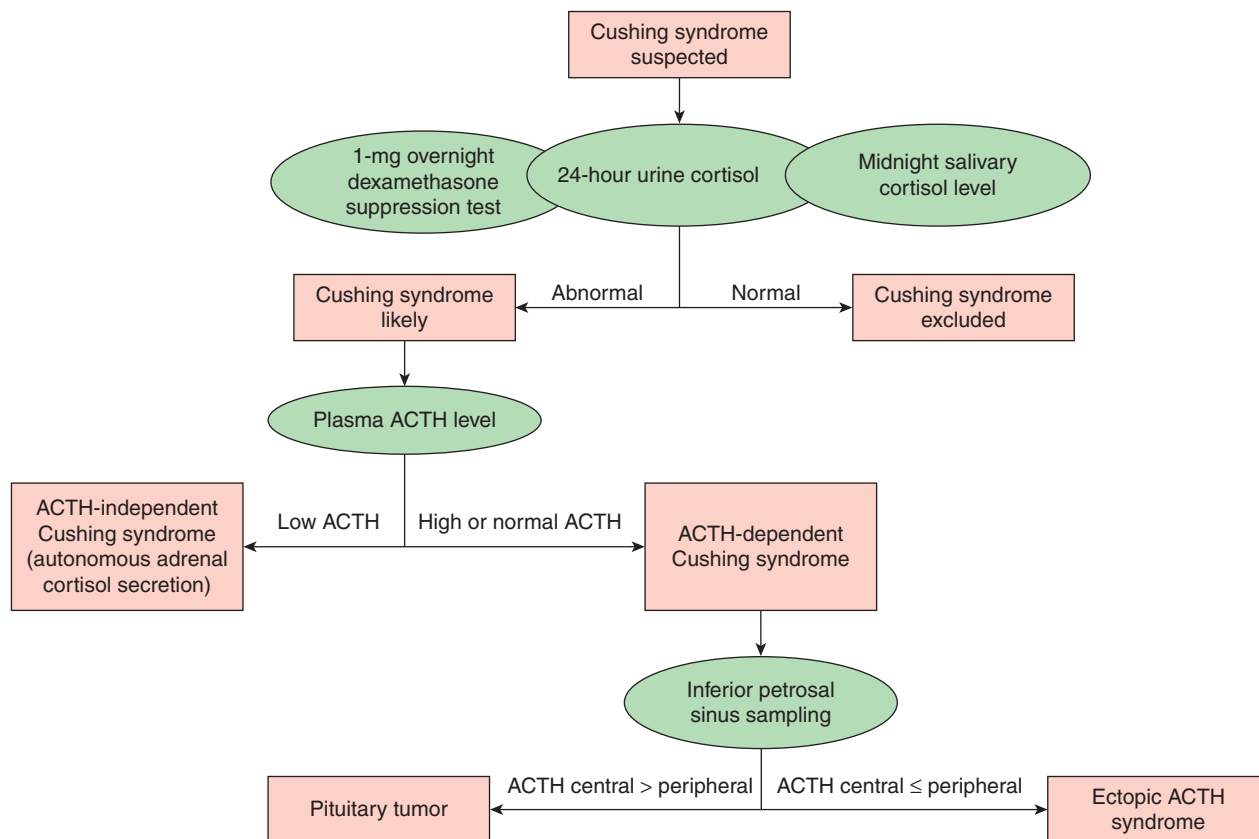 Cushing syndrome
suspected
1-mg overnight
dexamethasone
suppression test
24-hour urine cortisol
Midnight salivary
cortisol level
Abnormal
Normal
Cushing syndrome
likely
Cushing syndrome
excluded
Plasma ACTH level
ACTH-independent
Cushing syndrome
(autonomous adrenal
cortisol secretion)
Low ACTH
High or normal ACTH
ACTH-dependent
Cushing syndrome
Inferior petrosal
sinus sampling
ACTH central > peripheral
ACTH central ≤ peripheral
Pituitary tumor
Ectopic ACTH
syndrome